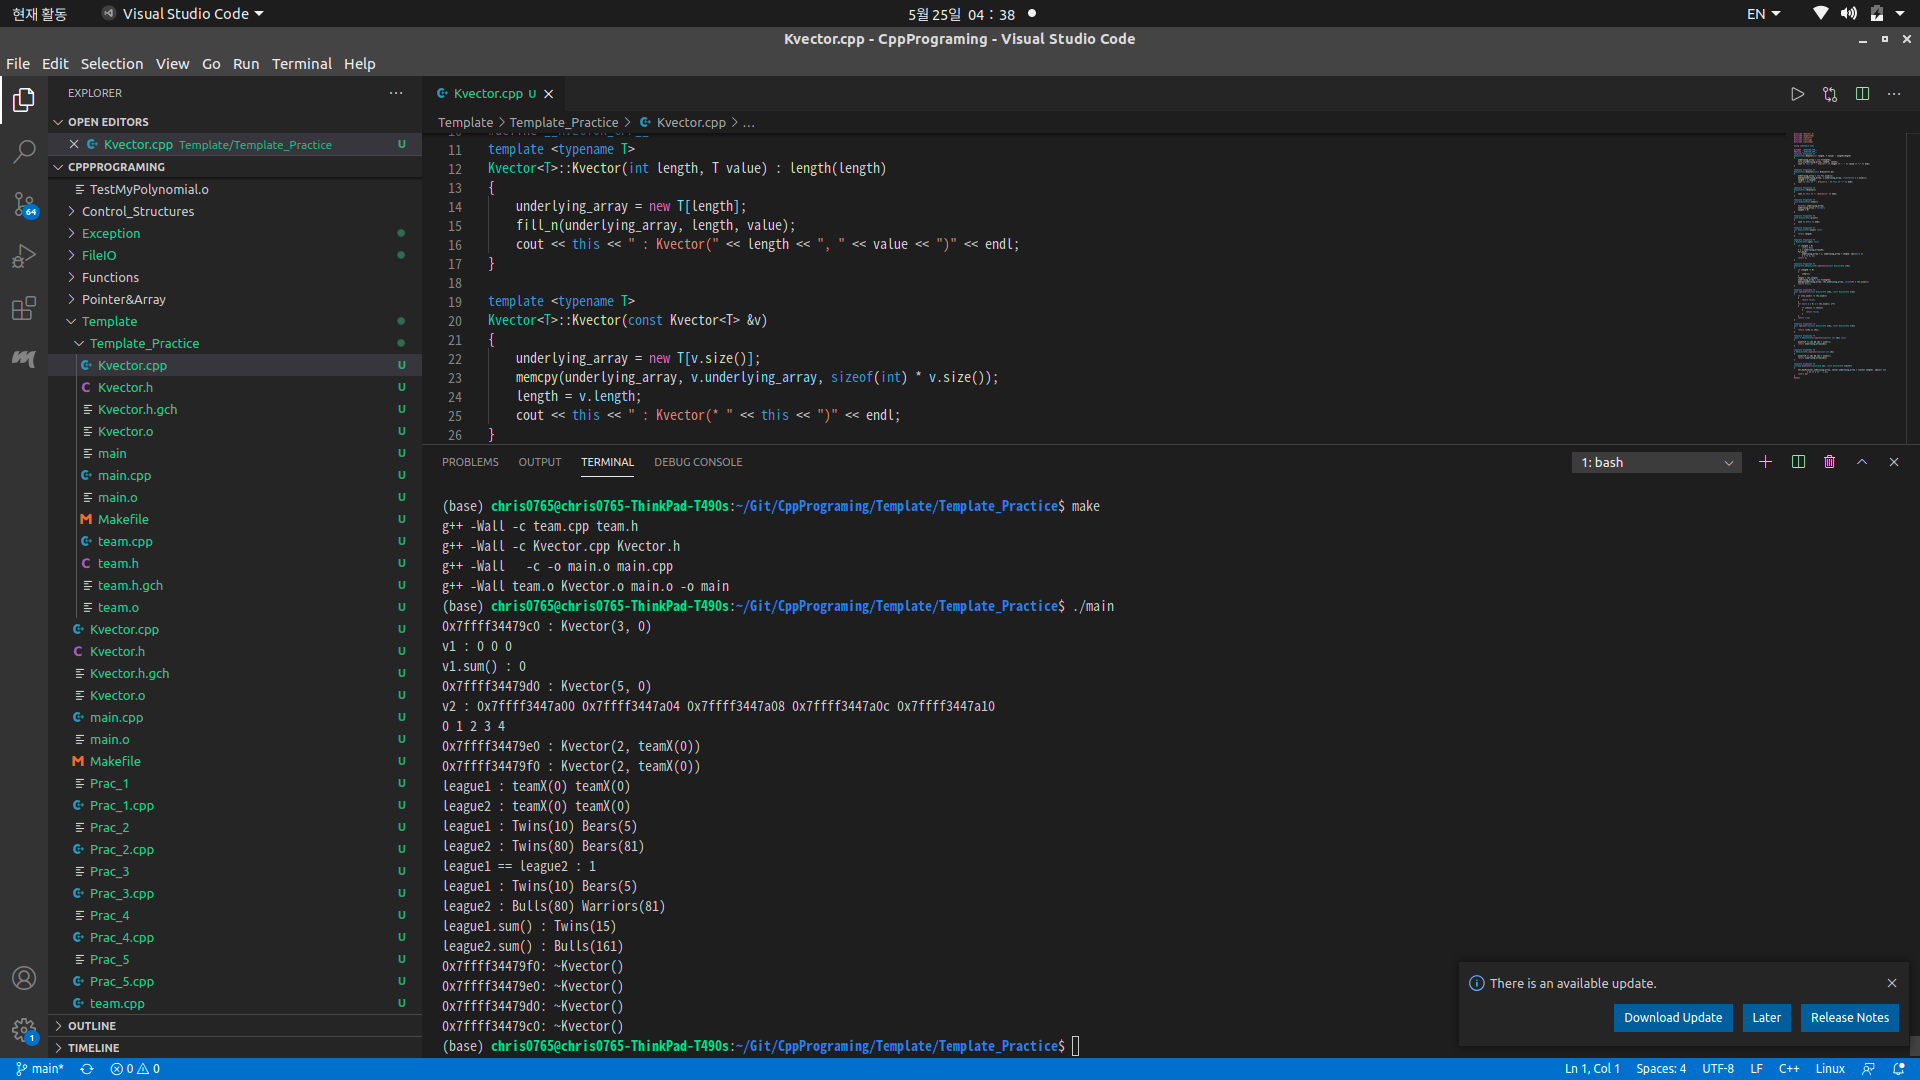 현재 활동
Visual Studio Code
5월 25일 04 : 38
EN
Kvector.cpp - CppPrograming - Visual Studio Code
File Edit Selection View Go Run Terminal Help
EXPLORER
OPEN EDITORS
Kvector.cpp Template/Template_Practice U
CPPPROGRAMING
TestMyPolynomial.o
Control_Structures
Exception
FileIO
Functions
Pointer&Array
Template
Template_Practice
Kvector.cpp U
Kvector.h U
Kvector.h.gch U
Kvector.o U
main U
main.cpp U
main.o U
Makefile U
team.cpp U
team.h U
team.h.gch U
team.o U
Kvector.cpp U
Kvector.h U
Kvector.h.gch U
Kvector.o U
main.cpp U
main.o U
Makefile U
Prac_1 U
Prac_1.cpp U
Prac_2 U
Prac_2.cpp U
Prac_3 U
Prac_3.cpp U
Prac_4 U
Prac_4.cpp U
Prac_5 U
Prac_5.cpp U
team.cpp U
OUTLINE
TIMELINE
64
1
Kvector.cpp U
Template > Template_Practice > Kvector.cpp > ...
11 template <typename T>
12 Kvector<T>::Kvector(int length, T value) : length(length)
13 {
14 underlying_array = new T[length];
15 fill_n(underlying_array, length, value);
16 cout << this << " : Kvector(" << length << ", " << value << ")" << endl;
17 }
18
19 template <typename T>
20 Kvector<T>::Kvector(const Kvector<T> &v)
21 {
22 underlying_array = new T[v.size()];
23 memcpy(underlying_array, v.underlying_array, sizeof(int) * v.size());
24 length = v.length;
25 cout << this << " : Kvector(* " << this << ")" << endl;
26 }
PROBLEMS OUTPUT TERMINAL DEBUG CONSOLE
1: bash
(base) chris0765@chris0765-ThinkPad-T490s:~/Git/CppPrograming/Template/Template_Practice$ make
g++ -Wall -c team.cpp team.h
g++ -Wall -c Kvector.cpp Kvector.h
g++ -Wall   -c -o main.o main.cpp
g++ -Wall team.o Kvector.o main.o -o main
(base) chris0765@chris0765-ThinkPad-T490s:~/Git/CppPrograming/Template/Template_Practice$ ./main
0x7ffff34479c0 : Kvector(3, 0)
v1 : 0 0 0
v1.sum() : 0
0x7ffff34479d0 : Kvector(5, 0)
v2 : 0x7ffff3447a00 0x7ffff3447a04 0x7ffff3447a08 0x7ffff3447a0c 0x7ffff3447a10
0 1 2 3 4
0x7ffff34479e0 : Kvector(2, teamX(0))
0x7ffff34479f0 : Kvector(2, teamX(0))
league1 : teamX(0) teamX(0)
league2 : teamX(0) teamX(0)
league1 : Twins(10) Bears(5)
league2 : Twins(80) Bears(81)
league1 == league2 : 1
league1 : Twins(10) Bears(5)
league2 : Bulls(80) Warriors(81)
league1.sum() : Twins(15)
league2.sum() : Bulls(161)
0x7ffff34479f0: ~Kvector()
0x7ffff34479e0: ~Kvector()
0x7ffff34479d0: ~Kvector()
0x7ffff34479c0: ~Kvector()
(base) chris0765@chris0765-ThinkPad-T490s:~/Git/CppPrograming/Template/Template_Practice$
There is an available update.
Download Update Later Release Notes
main* 0 0
Ln 1, Col 1 Spaces: 4 UTF-8 LF C++ Linux